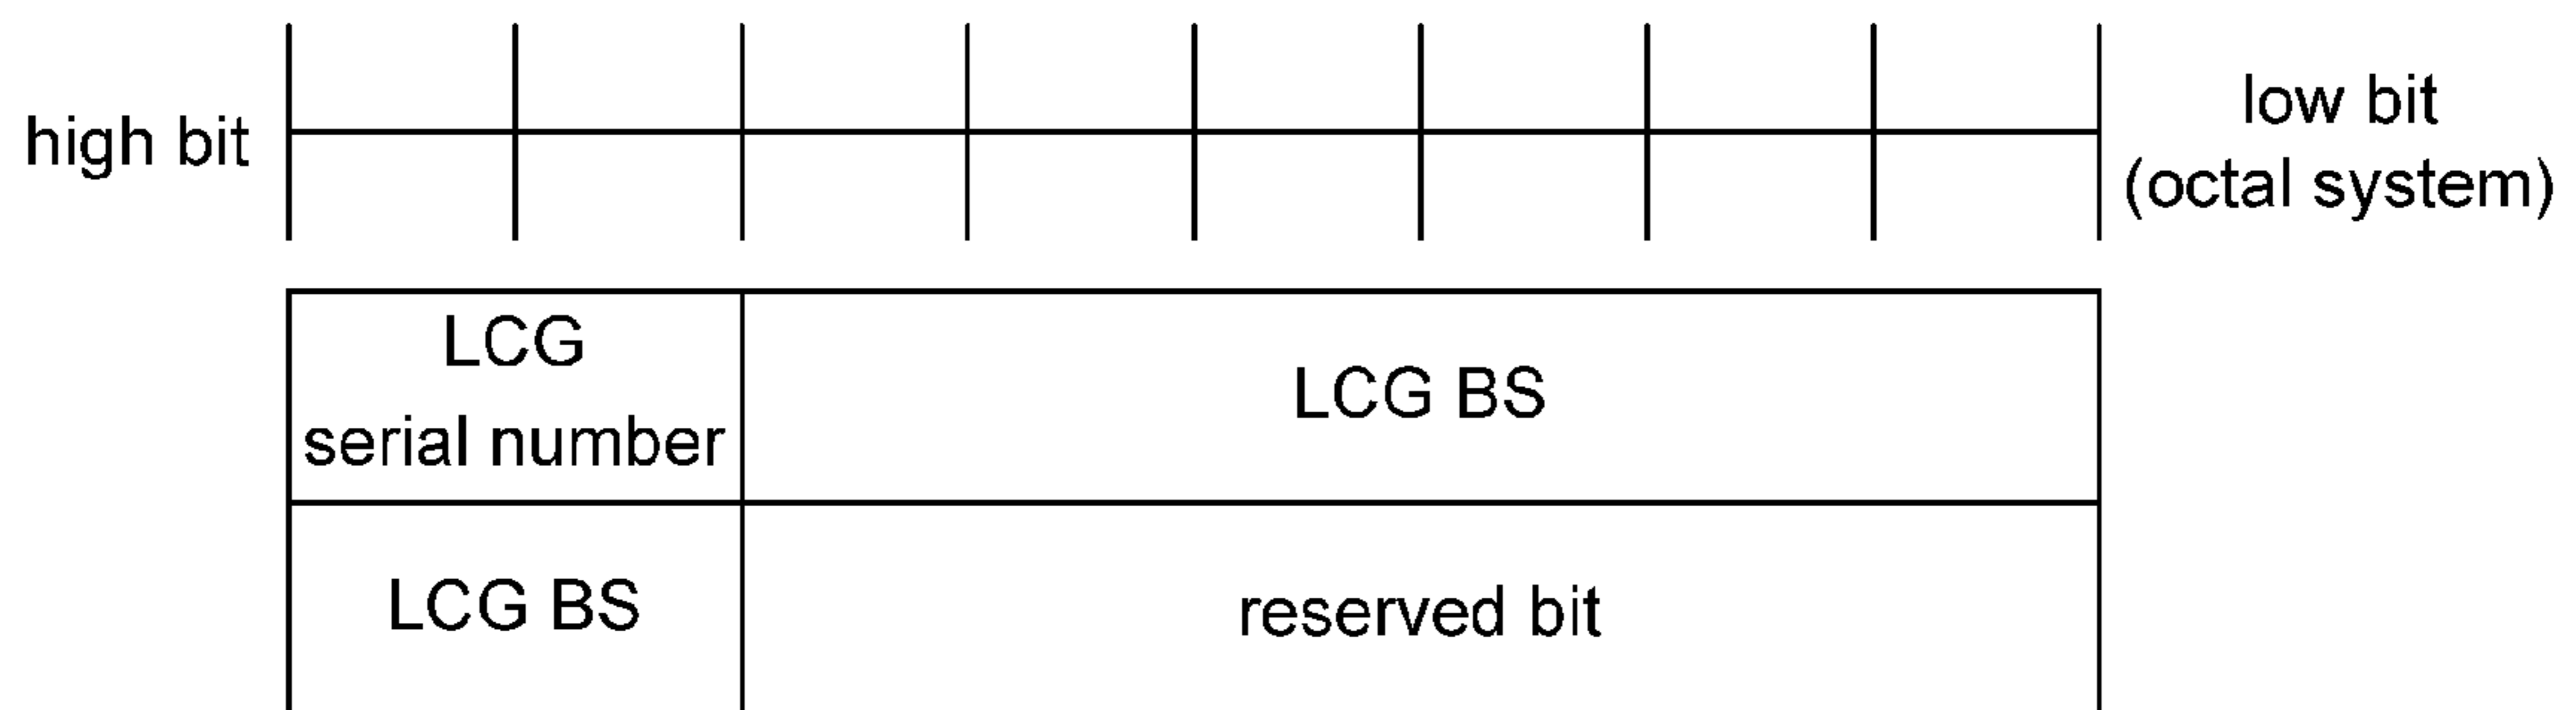 high bit
low bit
(octal system)
LCG
serial number
LCG BS
LCG BS
reserved bit